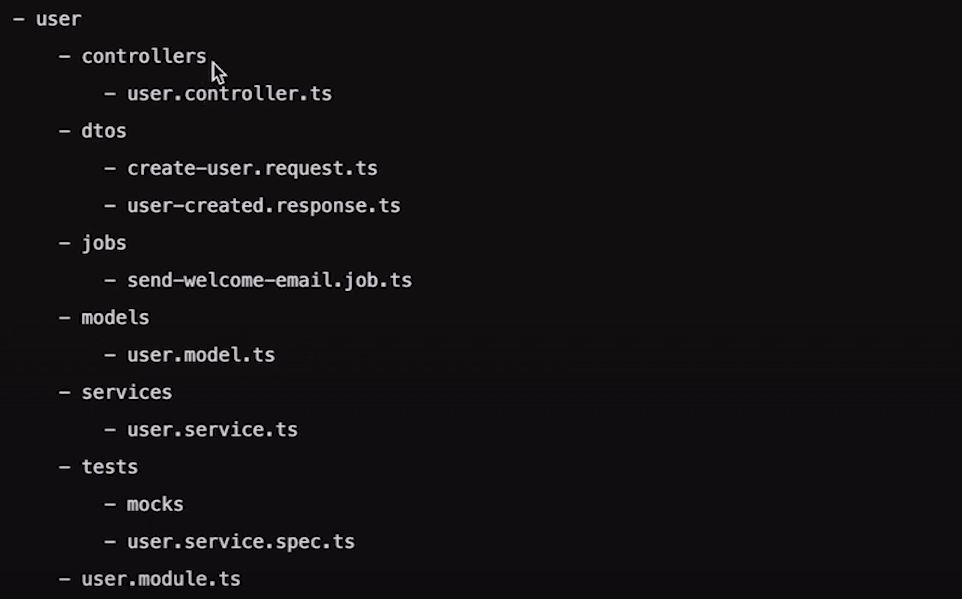 - user
- controllers
- user.controller.ts
- dtos
- create-user.request.ts
- user-created.response.ts
- jobs
- send-welcome-email.job.ts
- models
- user.model.ts
- services
- user.service.ts
- tests
- mocks
- user.service.spec.ts
- user.module.ts